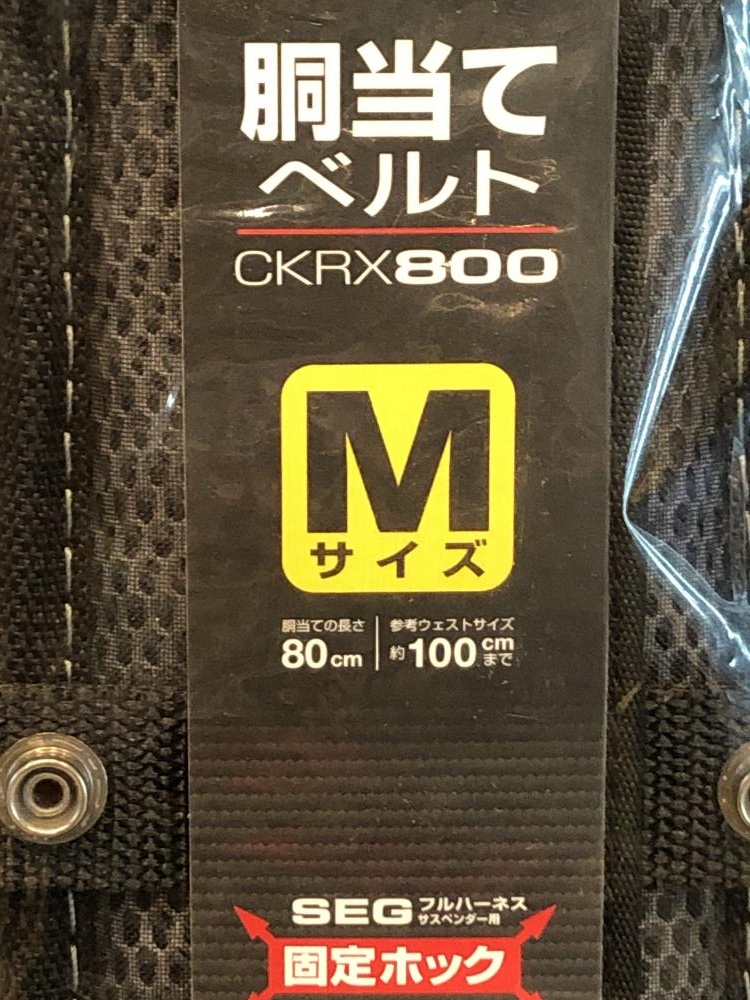 胴当て
ベルト
CKRX800
M
サイズ
胴当ての長さ
80cm
参考ウェストサイズ
約100cmまで
SEG フルハーネス
サスペンダー用
固定ホック